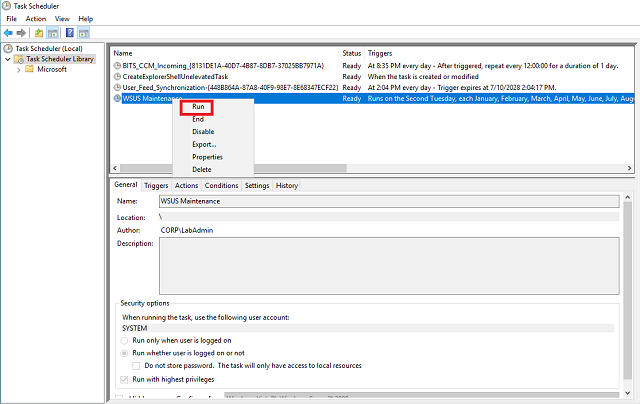 Task Scheduler
File Action View Help
Task Scheduler (Local)
Task Scheduler Library
Microsoft
Name Status Triggers
BITS_CCM_Incoming_{8131DE1A-40D7-4B87-8DB7-37025BB7971A} Ready At 8:35 PM every day - After triggered, repeat every 12:00:00 for a duration of 1 day.
CreateExplorerShellUnelevatedTask Ready When the task is created or modified
User_Feed_Synchronization-{448B864A-87A8-40F9-98E7-8E68347ECF22} Ready At 2:04 PM every day - Trigger expires at 7/10/2028 2:04:17 PM.
WSUS Maintenance Ready Runs on the Second Tuesday, each January, February, March, April, May, June, July, Augu
Run
End
Disable
Export...
Properties
Delete
General Triggers Actions Conditions Settings History
Name: WSUS Maintenance
Location: \
Author: CORP\LabAdmin
Description:
Security options
When running the task, use the following user account:
SYSTEM
Run only when user is logged on
Run whether user is logged on or not
Do not store password. The task will only have access to local resources
Run with highest privileges